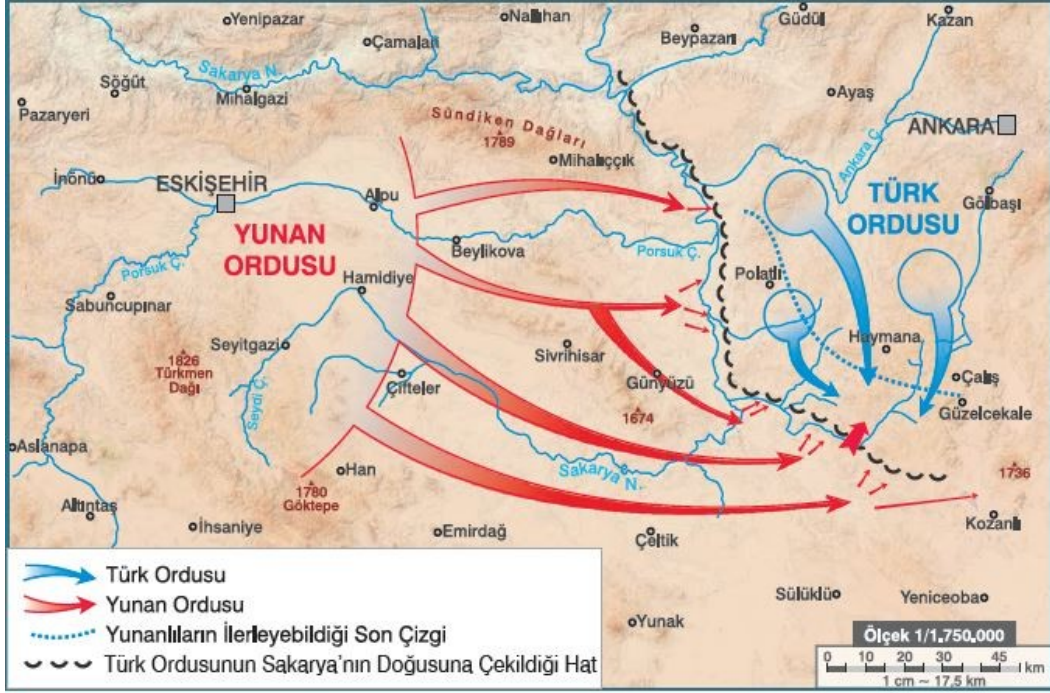 Yenipazar
Nallıhan
Güdül
Kazan
Çamalan
Beypazarı
Söğüt
Sakarya N.
Mihalgazi
Ayaş
Pazaryeri
Sündiken Dağları
1789
ANKARA
Mihalıççık
Ankara Ç.
İnönü
ESKİŞEHİR
Alpu
TÜRK
ORDUSU
Gölbaşı
YUNAN
ORDUSU
Beylikova
Porsuk Ç.
Porsuk Ç.
Polatlı
Hamidiye
Sabuncupınar
Haymana
Seyitgazi
Sivrihisar
1826
Türkmen
Dağı
Çifteler
Günyüzü
Çalış
Seydi Ç.
1674
Güzelcekale
Aslanapa
Han
Sakarya N.
1736
1780
Göktepe
Altıntaş
İhsaniye
Emirdağ
Çeltik
Kozanlı
Türk Ordusu
Yunan Ordusu
Yunanlıların İlerleyebildiği Son Çizgi
Türk Ordusunun Sakarya'nın Doğusuna Çekildiği Hat
Sülüklü
Yeniceoba
Yunak
Ölçek 1/1.750.000
0 10 20 30 45 km
1 cm ~ 17,5 km